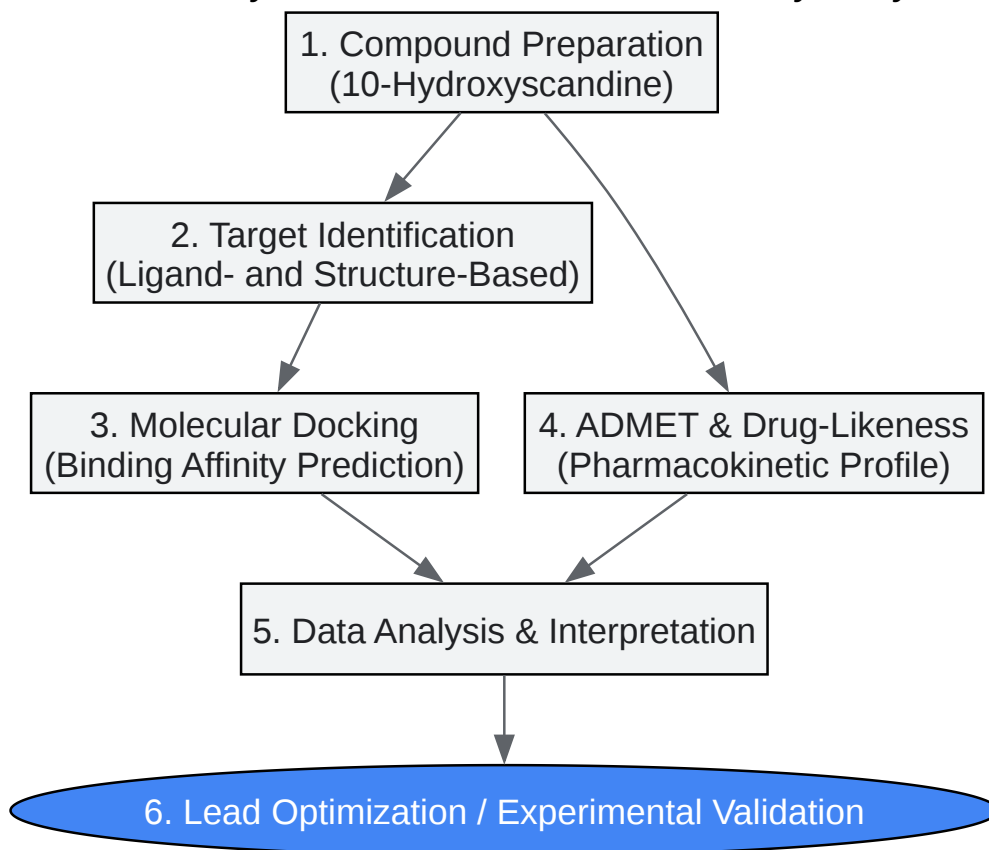 1. Compound Preparation
(10-Hydroxyscandine)
2. Target Identification
(Ligand- and Structure-Based)
3. Molecular Docking
(Binding Affinity Prediction)
4. ADMET & Drug-Likeness
(Pharmacokinetic Profile)
5. Data Analysis & Interpretation
6. Lead Optimization / Experimental Validation